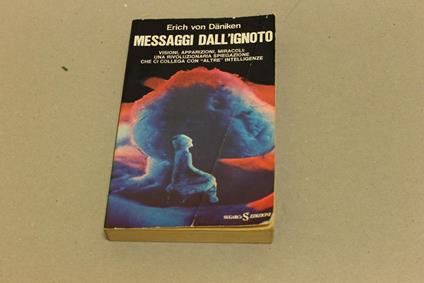 Erich von Däniken
MESSAGGI DALL'IGNOTO
VISIONI, APPARIZIONI, MIRACOLI:
UNA RIVOLUZIONARIA SPIEGAZIONE
CHE CI COLLEGA CON "ALTRE" INTELLIGENZE
SUGARCo EDIZIONI